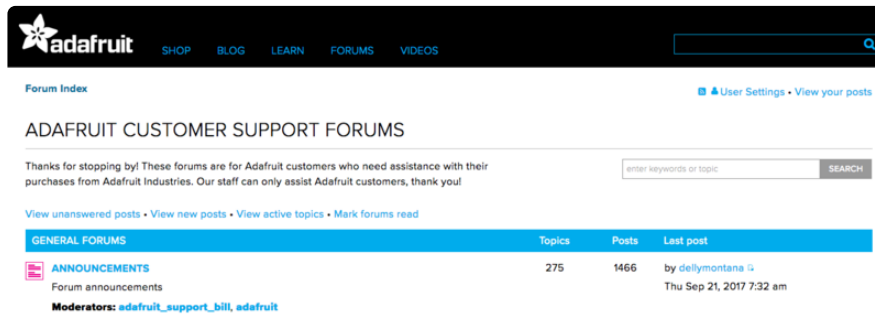 adafruit SHOP BLOG LEARN FORUMS VIDEOS
Forum Index
User Settings • View your posts
ADAFRUIT CUSTOMER SUPPORT FORUMS
Thanks for stopping by! These forums are for Adafruit customers who need assistance with their
purchases from Adafruit Industries. Our staff can only assist Adafruit customers, thank you!
enter keywords or topic SEARCH
View unanswered posts • View new posts • View active topics • Mark forums read
GENERAL FORUMS Topics Posts Last post
ANNOUNCEMENTS 275 1466 by dellymontana
Forum announcements Thu Sep 21, 2017 7:32 am
Moderators: adafruit_support_bill, adafruit